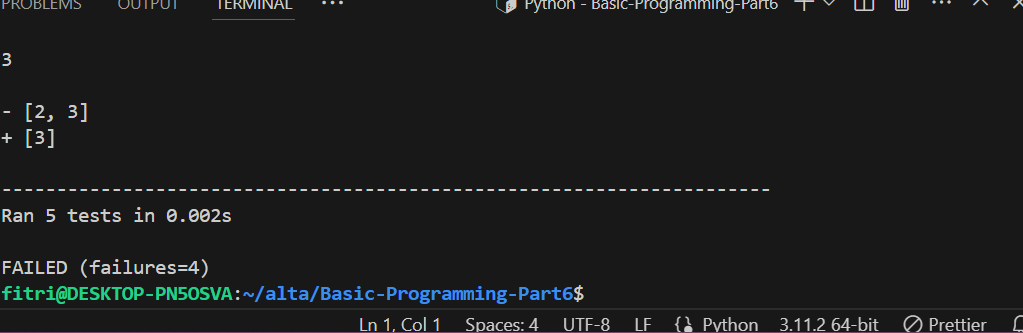 PROBLEMS OUTPUT TERMINAL ··· Python - Basic-Programming-Part6
3
- [2, 3]
+ [3]
----------------------------------------------------------------------
Ran 5 tests in 0.002s
FAILED (failures=4)
fitri@DESKTOP-PN5OSVA:~/alta/Basic-Programming-Part6$
Ln 1, Col 1 Spaces: 4 UTF-8 LF Python 3.11.2 64-bit Prettier